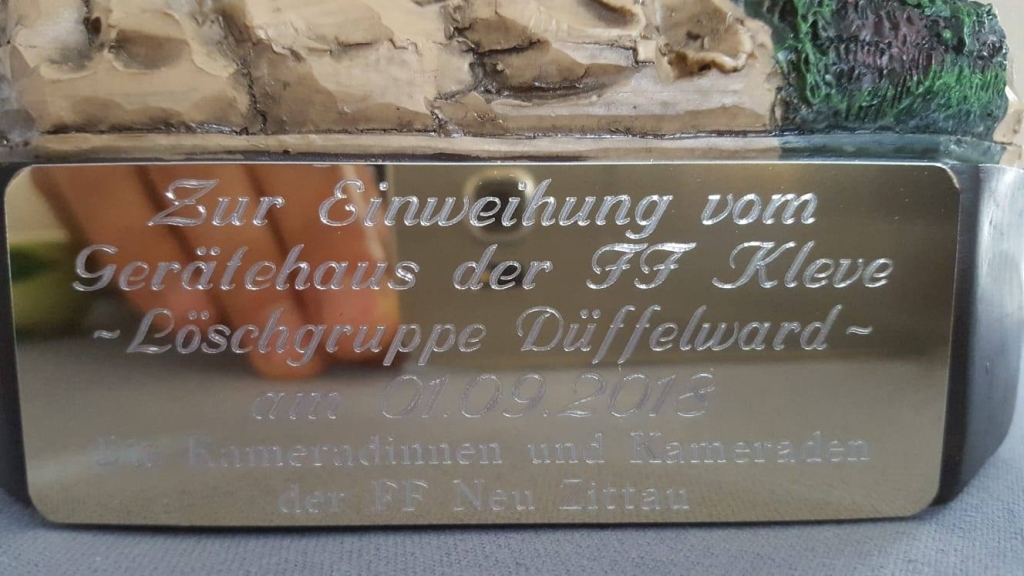 Zur Einweihung vom
Gerätehaus der FF Kleve
~Löschgruppe Düffelward~
am 01.09.2018
Die Kameradinnen und Kameraden
der FF Neu Zittau